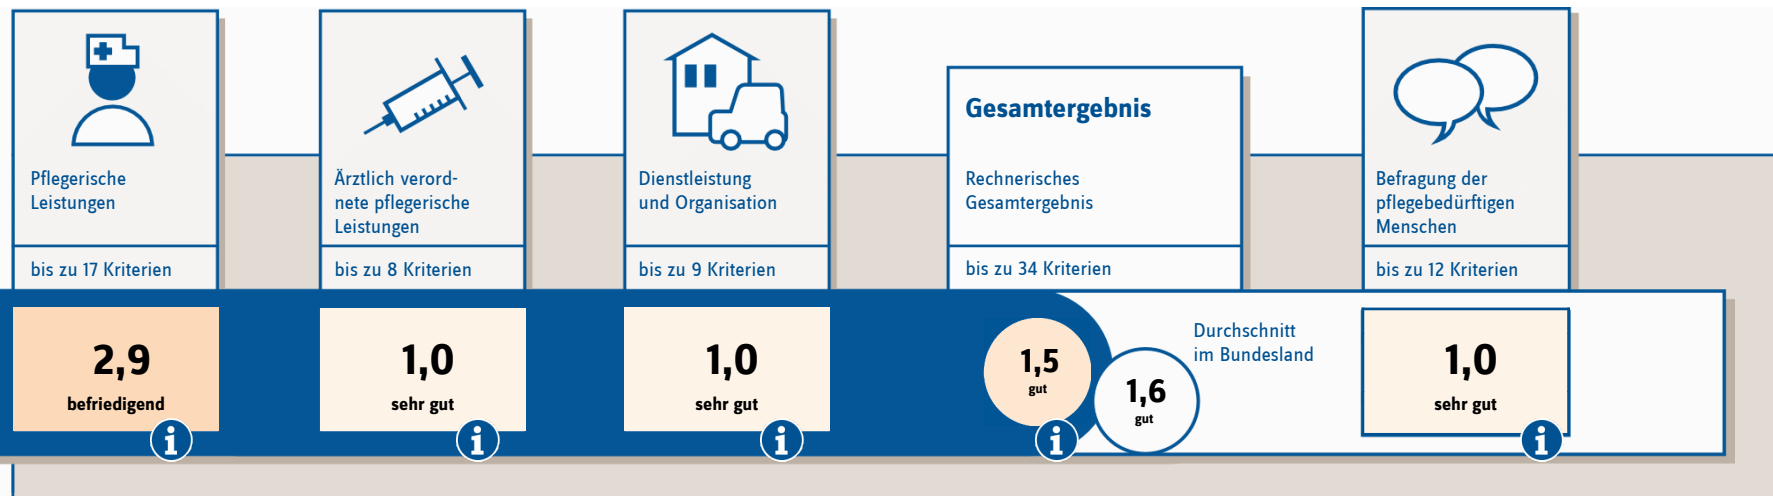 Pflegerische
Leistungen
bis zu 17 Kriterien
2,9
befriedigend
i
Ärztlich verord-
nete pflegerische
Leistungen
bis zu 8 Kriterien
1,0
sehr gut
i
Dienstleistung
und Organisation
bis zu 9 Kriterien
1,0
sehr gut
i
Gesamtergebnis
Rechnerisches
Gesamtergebnis
bis zu 34 Kriterien
1,5
gut
i
1,6
gut
Durchschnitt
im Bundesland
Befragung der
pflegebedürftigen
Menschen
bis zu 12 Kriterien
1,0
sehr gut
i